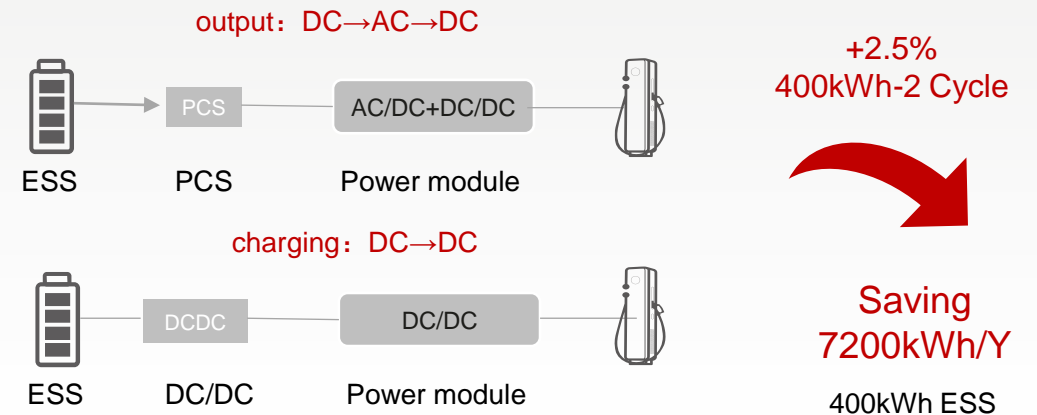 output：DC→AC→DC
PCS
AC/DC+DC/DC
ESS
PCS
Power module
charging：DC→DC
DCDC
DC/DC
ESS
DC/DC
Power module
+2.5%
400kWh-2 Cycle
Saving
7200kWh/Y
400kWh ESS